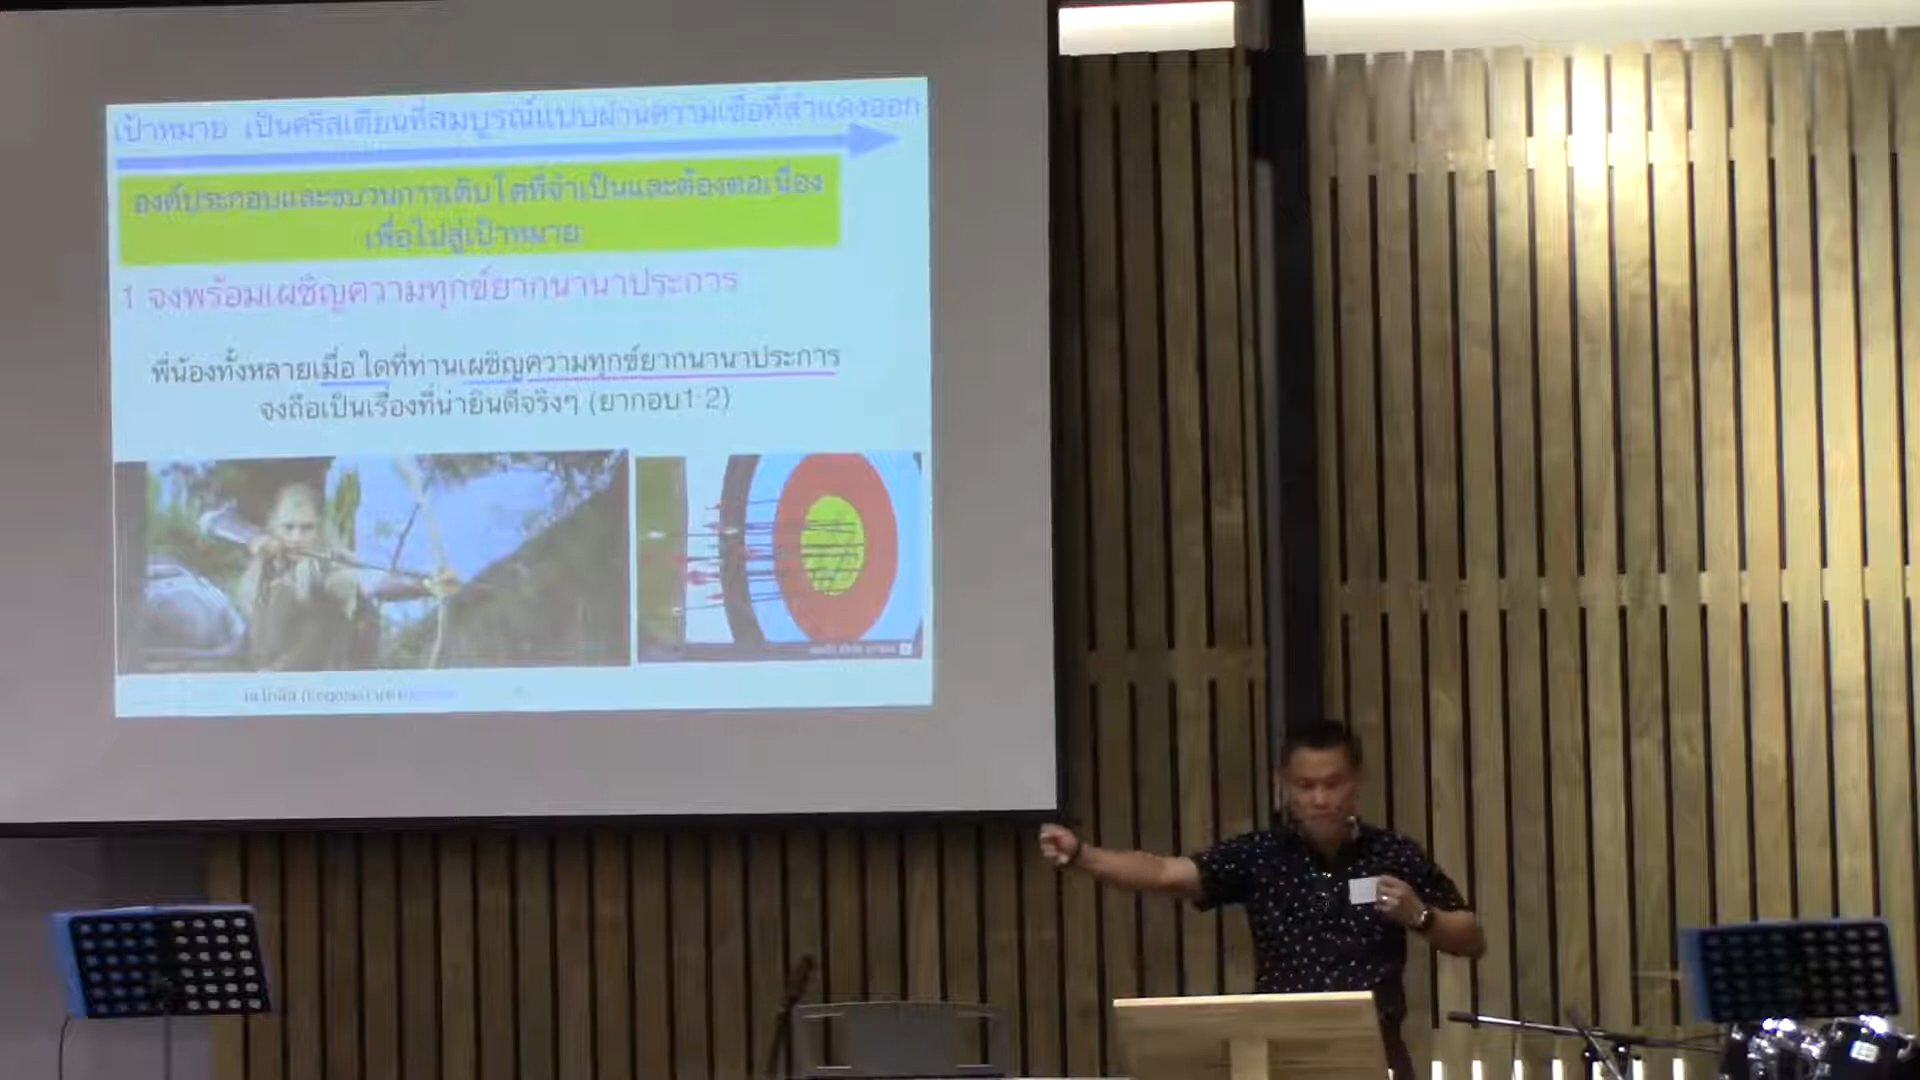 เป้าหมาย เป็นคริสเตียนที่สมบูรณ์แบบผ่านความเชื่อที่สำแดงออก
องค์ประกอบและขบวนการเติบโตที่จำเป็นและต้องต่อเนื่อง
เพื่อไปสู่เป้าหมาย
1 จงพร้อมเผชิญความทุกข์ยากนานาประการ
พี่น้องทั้งหลายเมื่อใดที่ท่านเผชิญความทุกข์ยากนานาประการ
จงถือเป็นเรื่องที่น่ายินดีจริงๆ (ยากอบ1:2)
(Legolas)